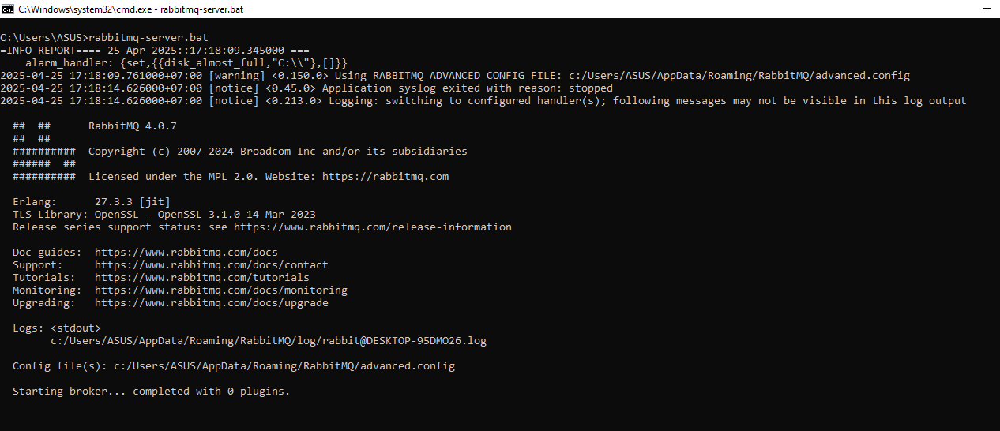 C:\Windows\system32\cmd.exe - rabbitmq-server.bat
C:\Users\ASUS>rabbitmq-server.bat
=INFO REPORT==== 25-Apr-2025::17:18:09.345000 ===
    alarm_handler: {set,{{disk_almost_full,"C:\\"},[]}}
2025-04-25 17:18:09.761000+07:00 [warning] <0.150.0> Using RABBITMQ_ADVANCED_CONFIG_FILE: c:/Users/ASUS/AppData/Roaming/RabbitMQ/advanced.config
2025-04-25 17:18:14.626000+07:00 [notice] <0.45.0> Application syslog exited with reason: stopped
2025-04-25 17:18:14.626000+07:00 [notice] <0.213.0> Logging: switching to configured handler(s); following messages may not be visible in this log output
  ##  ##      RabbitMQ 4.0.7
  ##  ##
  ##########  Copyright (c) 2007-2024 Broadcom Inc and/or its subsidiaries
  ######  ##
  ##########  Licensed under the MPL 2.0. Website: https://rabbitmq.com
  Erlang:      27.3.3 [jit]
  TLS Library: OpenSSL - OpenSSL 3.1.0 14 Mar 2023
  Release series support status: see https://www.rabbitmq.com/release-information
  Doc guides:  https://www.rabbitmq.com/docs
  Support:     https://www.rabbitmq.com/docs/contact
  Tutorials:   https://www.rabbitmq.com/tutorials
  Monitoring:  https://www.rabbitmq.com/docs/monitoring
  Upgrading:   https://www.rabbitmq.com/docs/upgrade
  Logs: <stdout>
        c:/Users/ASUS/AppData/Roaming/RabbitMQ/log/rabbit@DESKTOP-95DMO26.log
  Config file(s): c:/Users/ASUS/AppData/Roaming/RabbitMQ/advanced.config
  Starting broker... completed with 0 plugins.